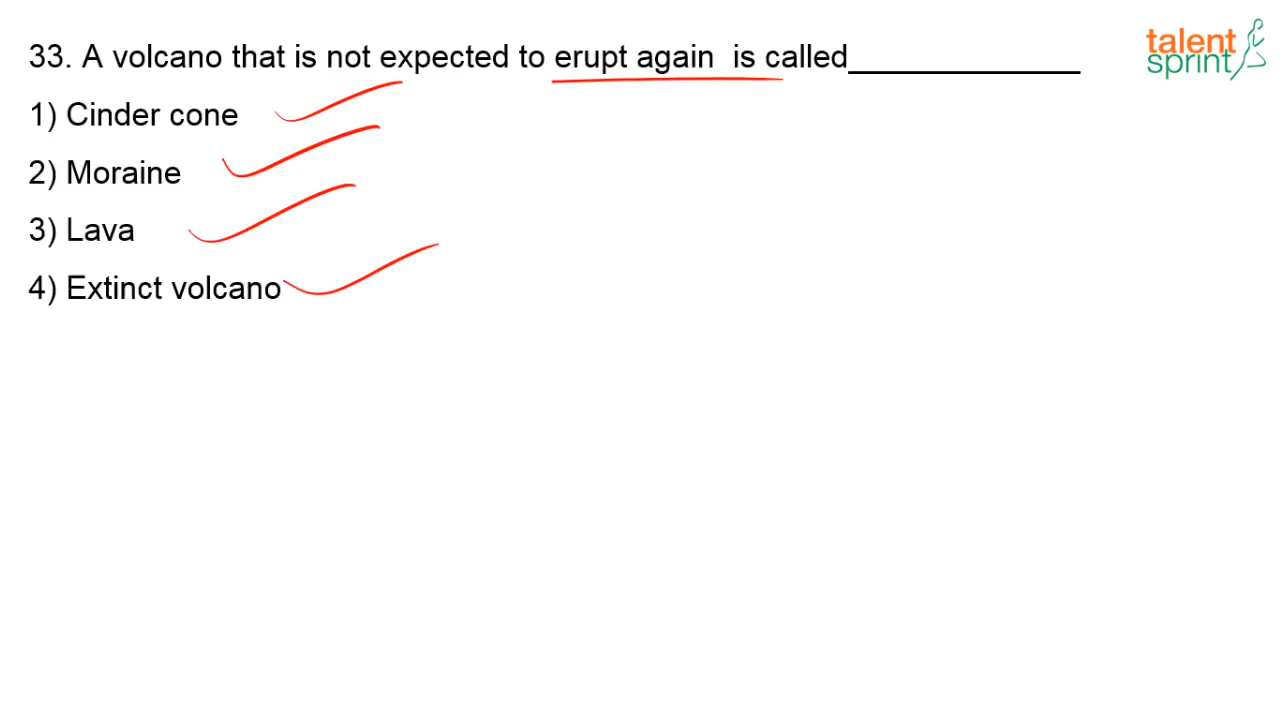 33. A volcano that is not expected to erupt again  is called_____________
talent
sprint
1) Cinder cone
2) Moraine
3) Lava
4) Extinct volcano